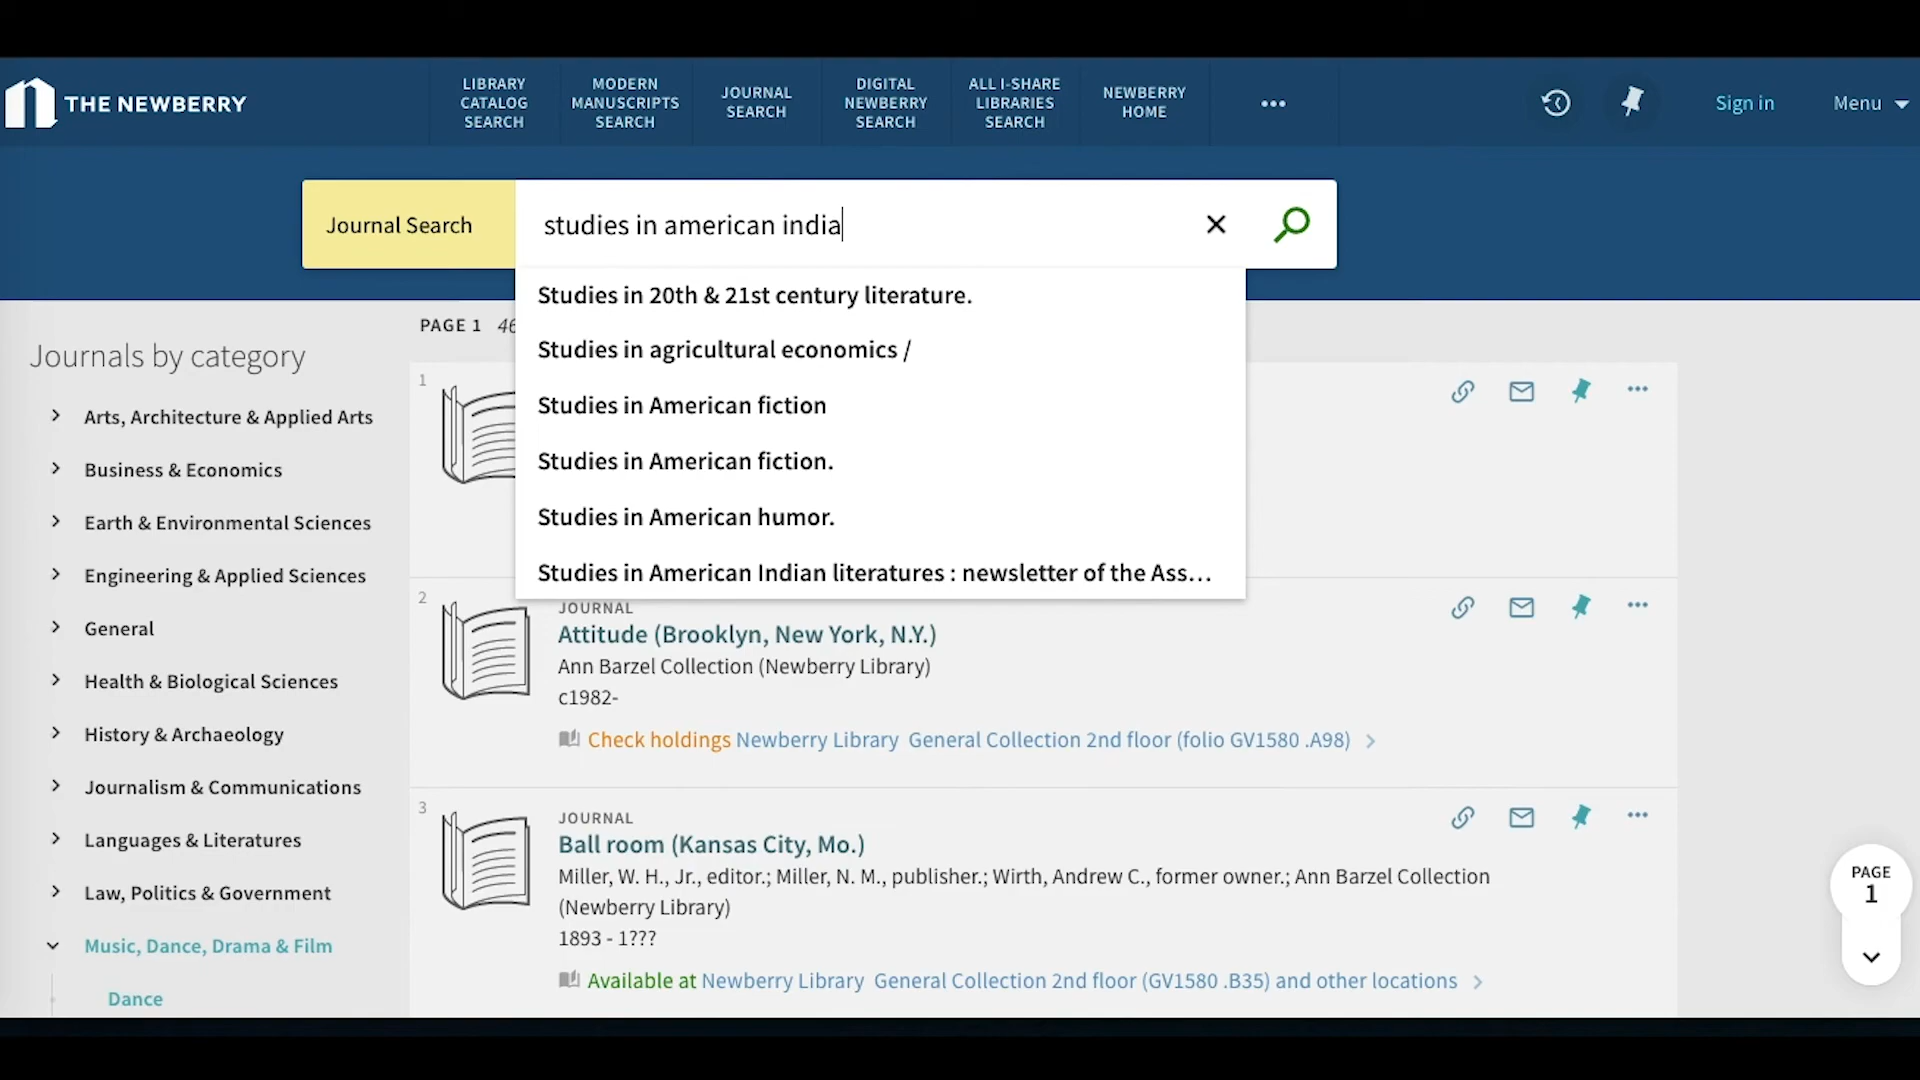 THE NEWBERRY
LIBRARY
CATALOG
SEARCH
MODERN
MANUSCRIPTS
SEARCH
JOURNAL
SEARCH
DIGITAL
NEWBERRY
SEARCH
ALL I-SHARE
LIBRARIES
SEARCH
NEWBERRY
HOME
Sign in
Menu
Journal Search
studies in american india
Studies in 20th & 21st century literature.
Studies in agricultural economics /
Studies in American fiction
Studies in American fiction.
Studies in American humor.
Studies in American Indian literatures : newsletter of the Ass...
Journals by category
Arts, Architecture & Applied Arts
Business & Economics
Earth & Environmental Sciences
Engineering & Applied Sciences
General
Health & Biological Sciences
History & Archaeology
Journalism & Communications
Languages & Literatures
Law, Politics & Government
Music, Dance, Drama & Film
Dance
PAGE 1 46
1
2
JOURNAL
Attitude (Brooklyn, New York, N.Y.)
Ann Barzel Collection (Newberry Library)
c1982-
Check holdings Newberry Library General Collection 2nd floor (folio GV1580 .A98)
3
JOURNAL
Ball room (Kansas City, Mo.)
Miller, W. H., Jr., editor.; Miller, N. M., publisher.; Wirth, Andrew C., former owner.; Ann Barzel Collection
(Newberry Library)
1893 - 1???
Available at Newberry Library General Collection 2nd floor (GV1580 .B35) and other locations
PAGE
1